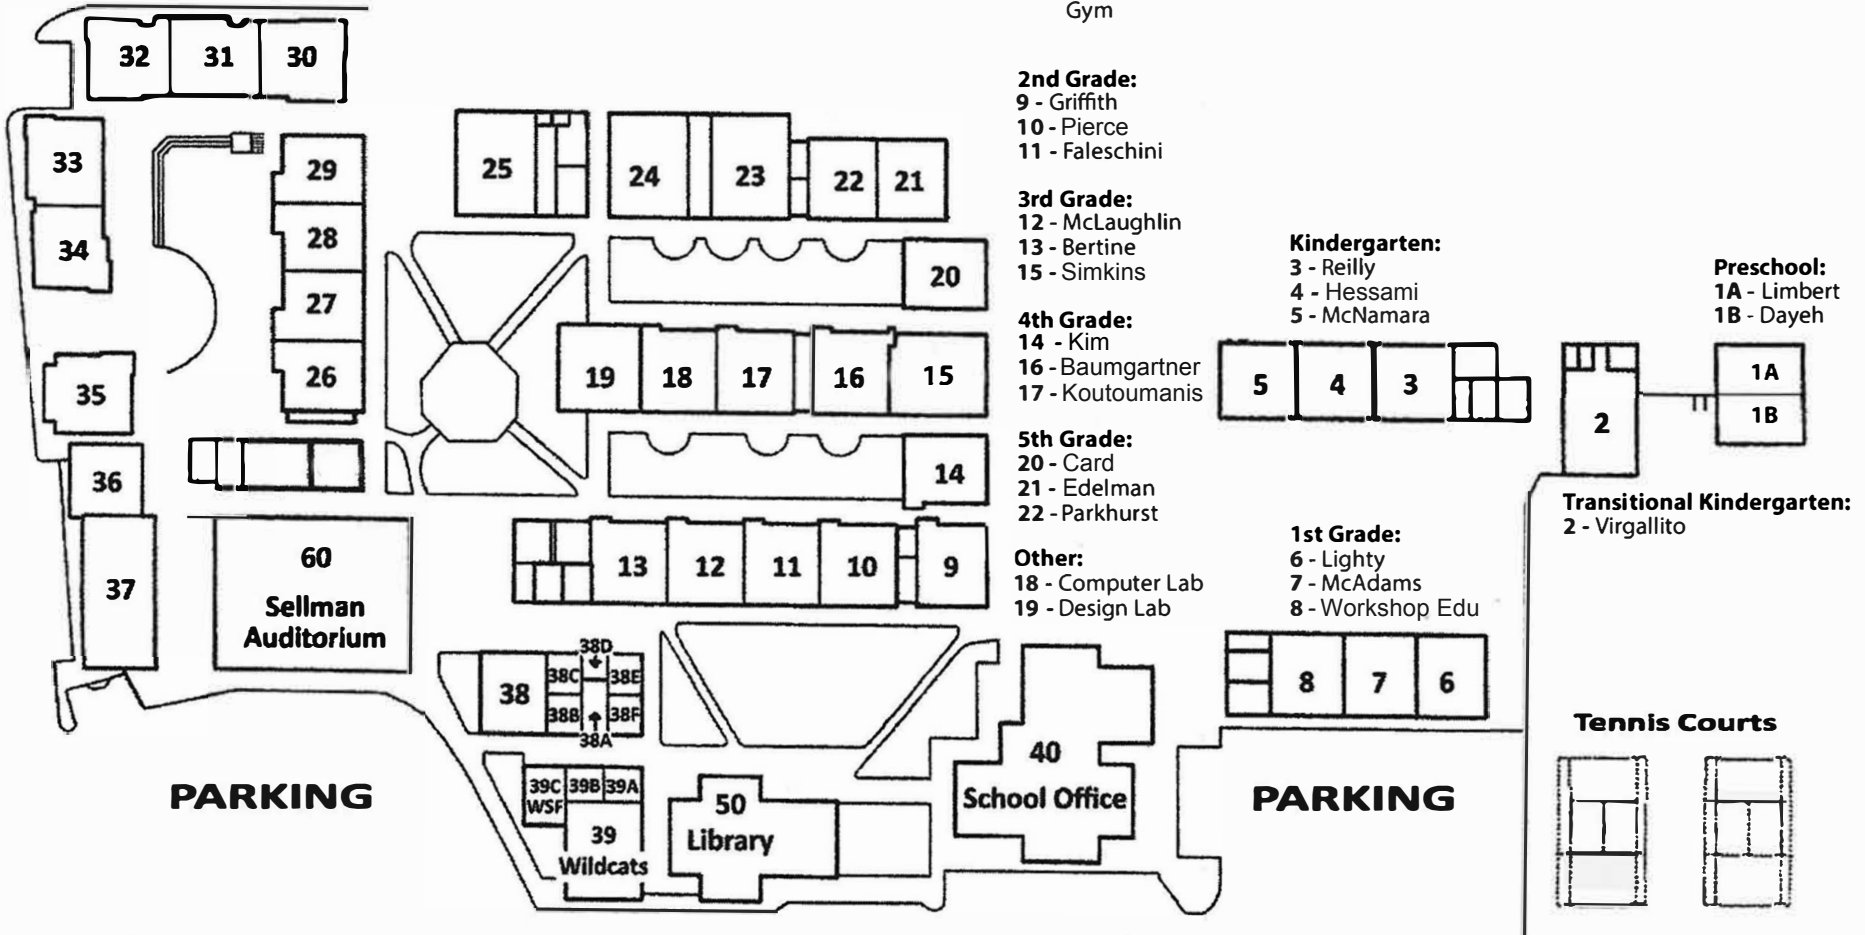 Gym
2nd Grade:
9 - Griffith
10 - Pierce
11 - Faleschini
3rd Grade:
12 - McLaughlin
13 - Bertine
15 - Simkins
4th Grade:
14 - Kim
16 - Baumgartner
17 - Koutoumanis
5th Grade:
20 - Card
21 - Edelman
22 - Parkhurst
Other:
18 - Computer Lab
19 - Design Lab
Kindergarten:
3 - Reilly
4 - Hessami
5 - McNamara
Preschool:
1A - Limbert
1B - Dayeh
Transitional Kindergarten:
2 - Virgallito
1st Grade:
6 - Lighty
7 - McAdams
8 - Workshop Edu
32 31 30
33
34
29
28
27
26
35
36
37
60
Sellman
Auditorium
25 24 23 22 21
20
19 18 17 16 15
14
13 12 11 10 9
5 4 3
2
1A
1B
8 7 6
38
38D
38C 38E
38B 38F
38A
39C 39B 39A
WSF
39
Wildcats
50
Library
40
School Office
PARKING
PARKING
Tennis Courts